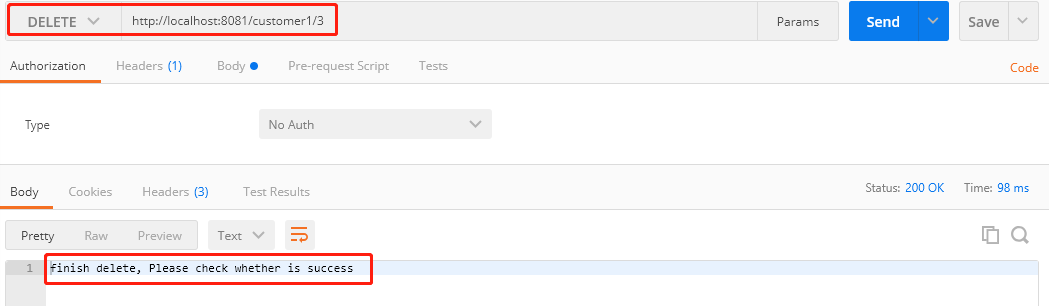 DELETE http://localhost:8081/customer1/3 Params Send Save
Authorization Headers (1) Body Pre-request Script Tests Code
Type No Auth
Body Cookies Headers (3) Test Results Status: 200 OK Time: 98 ms
Pretty Raw Preview Text
1 finish delete, Please check whether is success